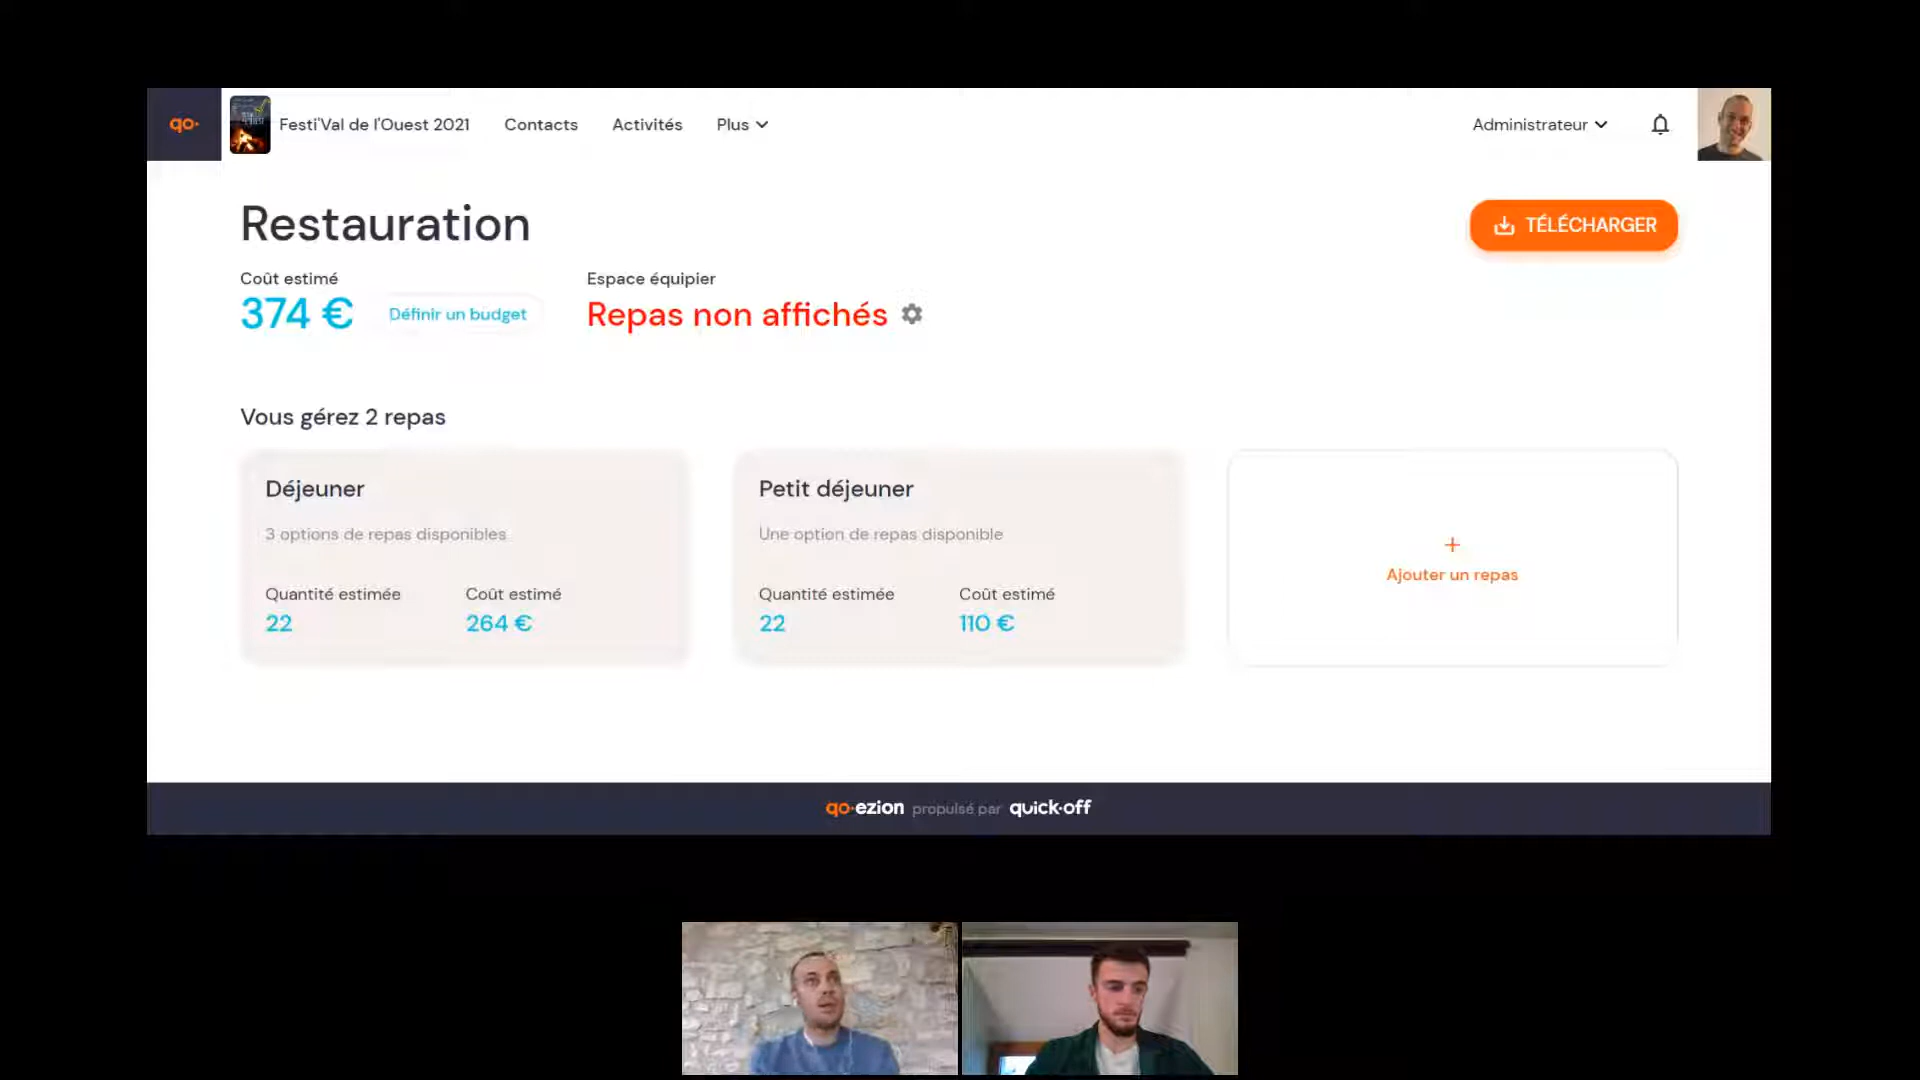 qo·
Festi'Val de l'Ouest 2021
Contacts
Activités
Plus
Administrateur
Restauration
TÉLÉCHARGER
Coût estimé
374 €
Définir un budget
Espace équipier
Repas non affichés
Vous gérez 2 repas
Déjeuner
3 options de repas disponibles
Quantité estimée
22
Coût estimé
264 €
Petit déjeuner
Une option de repas disponible
Quantité estimée
22
Coût estimé
110 €
+
Ajouter un repas
qo·ezion propulsé par quick·off